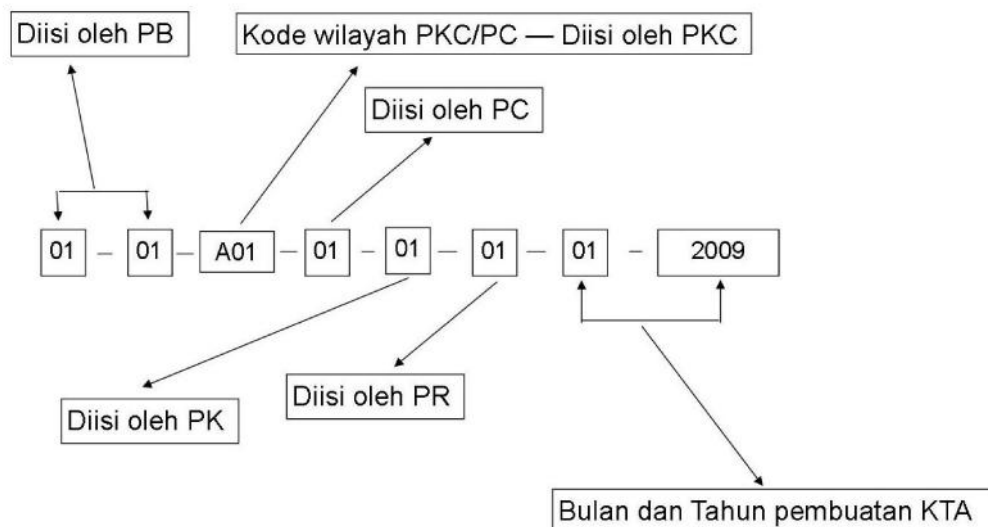 Diisi oleh PB
Kode wilayah PKC/PC — Diisi oleh PKC
Diisi oleh PC
01 – 01 – A01 – 01 – 01 – 01 – 01 - 2009
Diisi oleh PK
Diisi oleh PR
Bulan dan Tahun pembuatan KTA